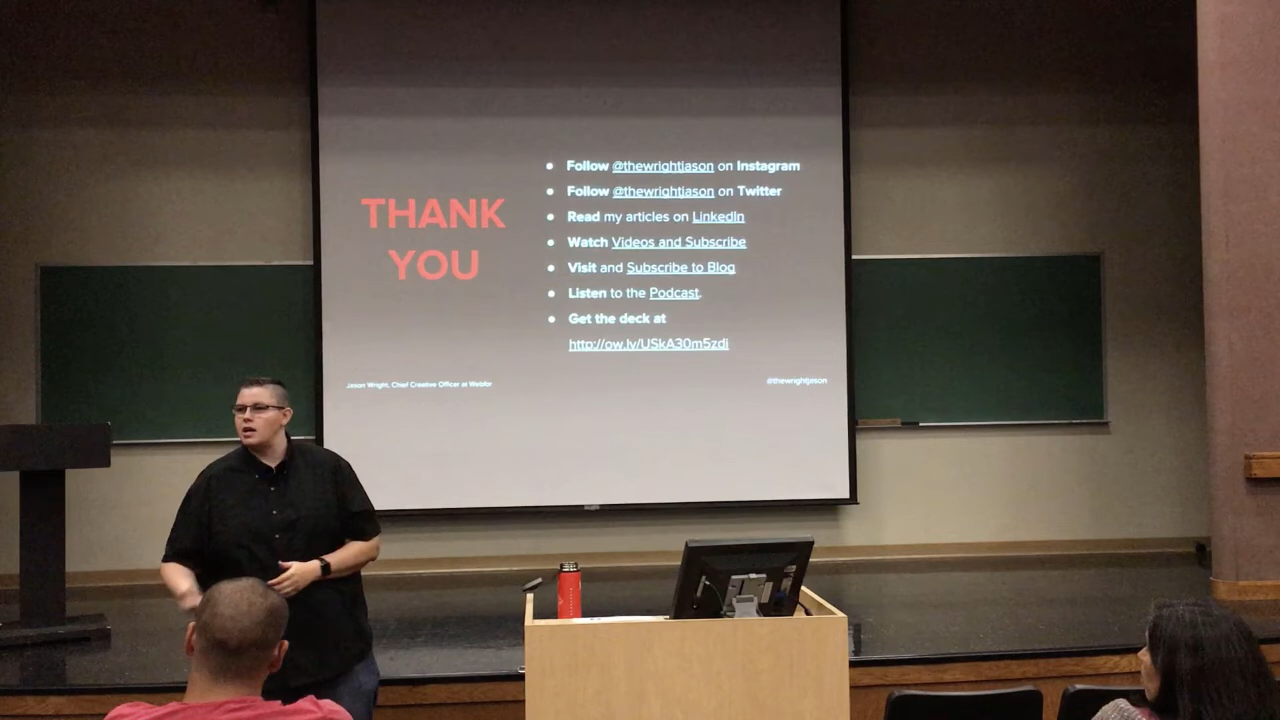 THANK
YOU
Follow @thewrightjason on Instagram
Follow @thewrightjason on Twitter
Read my articles on LinkedIn
Watch Videos and Subscribe
Visit and Subscribe to Blog
Listen to the Podcast.
Get the deck at
http://ow.ly/USkA30m5zdi
Jason Wright, Chief Creative Officer at Webfor
@thewrightjason